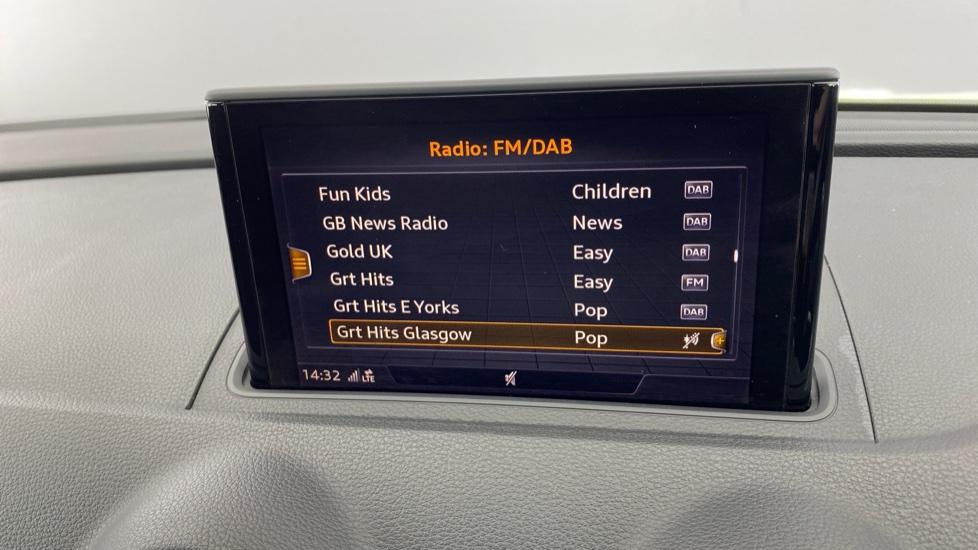 Radio: FM/DAB
Fun Kids Children DAB
GB News Radio News DAB
Gold UK Easy DAB
Grt Hits Easy FM
Grt Hits E Yorks Pop DAB
Grt Hits Glasgow Pop
14:32 LTE